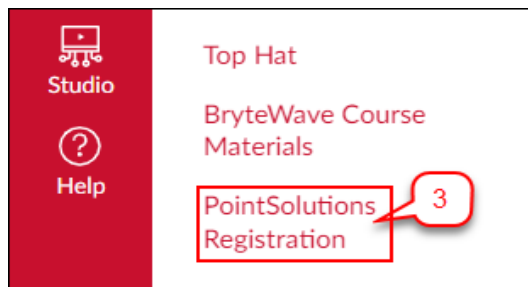 Studio
Help
Top Hat
BryteWave Course
Materials
PointSolutions
Registration
3